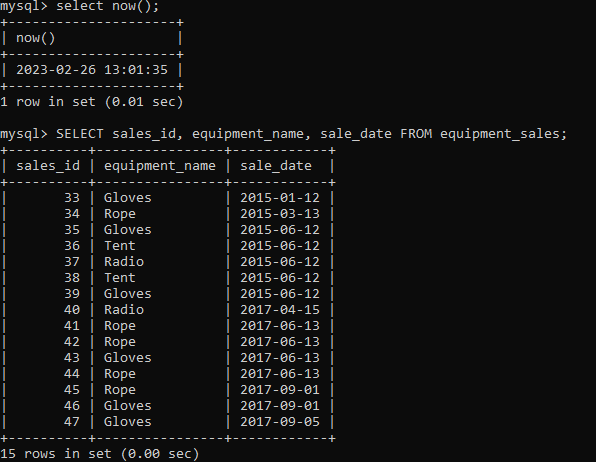 mysql> select now();
+---------------------+
| now()               |
+---------------------+
| 2023-02-26 13:01:35 |
+---------------------+
1 row in set (0.01 sec)

mysql> SELECT sales_id, equipment_name, sale_date FROM equipment_sales;
+----------+----------------+------------+
| sales_id | equipment_name | sale_date  |
+----------+----------------+------------+
|       33 | Gloves         | 2015-01-12 |
|       34 | Rope           | 2015-03-13 |
|       35 | Gloves         | 2015-06-12 |
|       36 | Tent           | 2015-06-12 |
|       37 | Radio          | 2015-06-12 |
|       38 | Tent           | 2015-06-12 |
|       39 | Gloves         | 2015-06-12 |
|       40 | Radio          | 2017-04-15 |
|       41 | Rope           | 2017-06-13 |
|       42 | Rope           | 2017-06-13 |
|       43 | Gloves         | 2017-06-13 |
|       44 | Rope           | 2017-06-13 |
|       45 | Rope           | 2017-09-01 |
|       46 | Gloves         | 2017-09-01 |
|       47 | Gloves         | 2017-09-05 |
+----------+----------------+------------+
15 rows in set (0.00 sec)